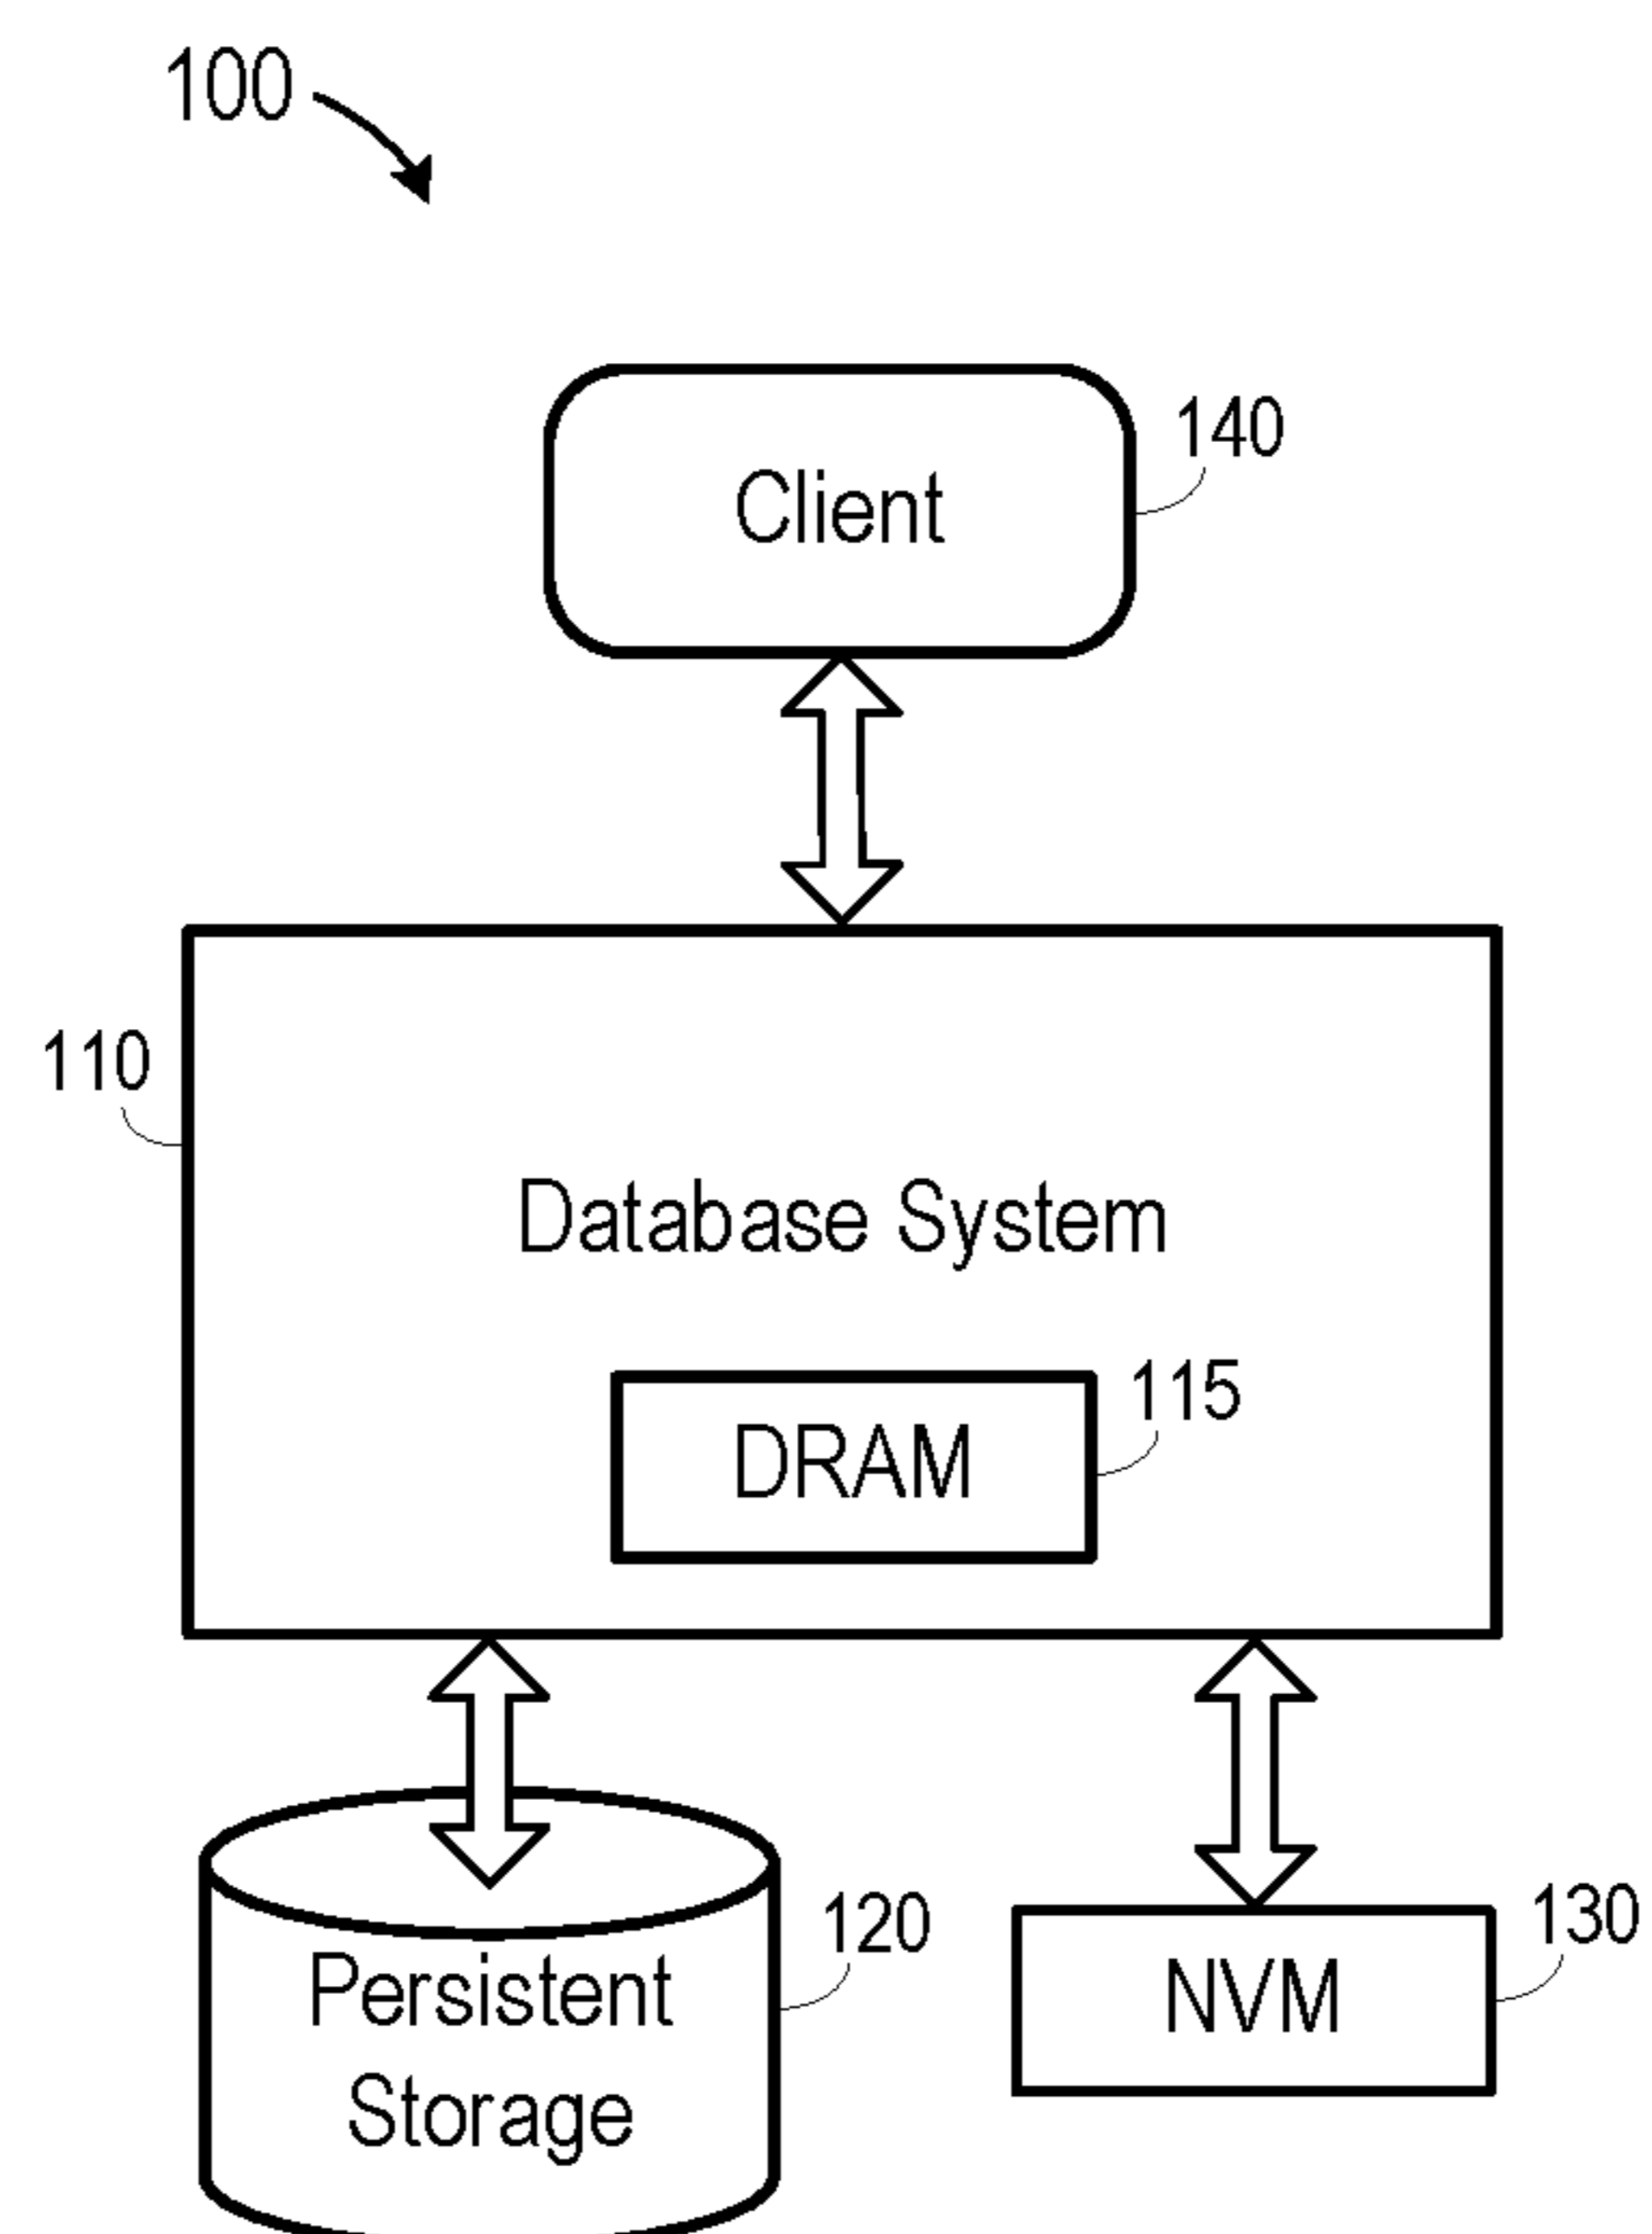 100
Client
140
110
Database System
DRAM
115
Persistent
Storage
120
NVM
130